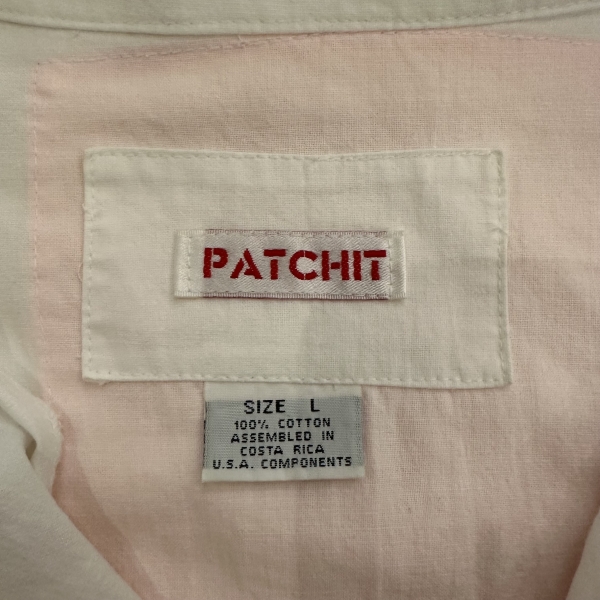 PATCHIT
SIZE L
100% COTTON
ASSEMBLED IN
COSTA RICA
U.S.A. COMPONENTS